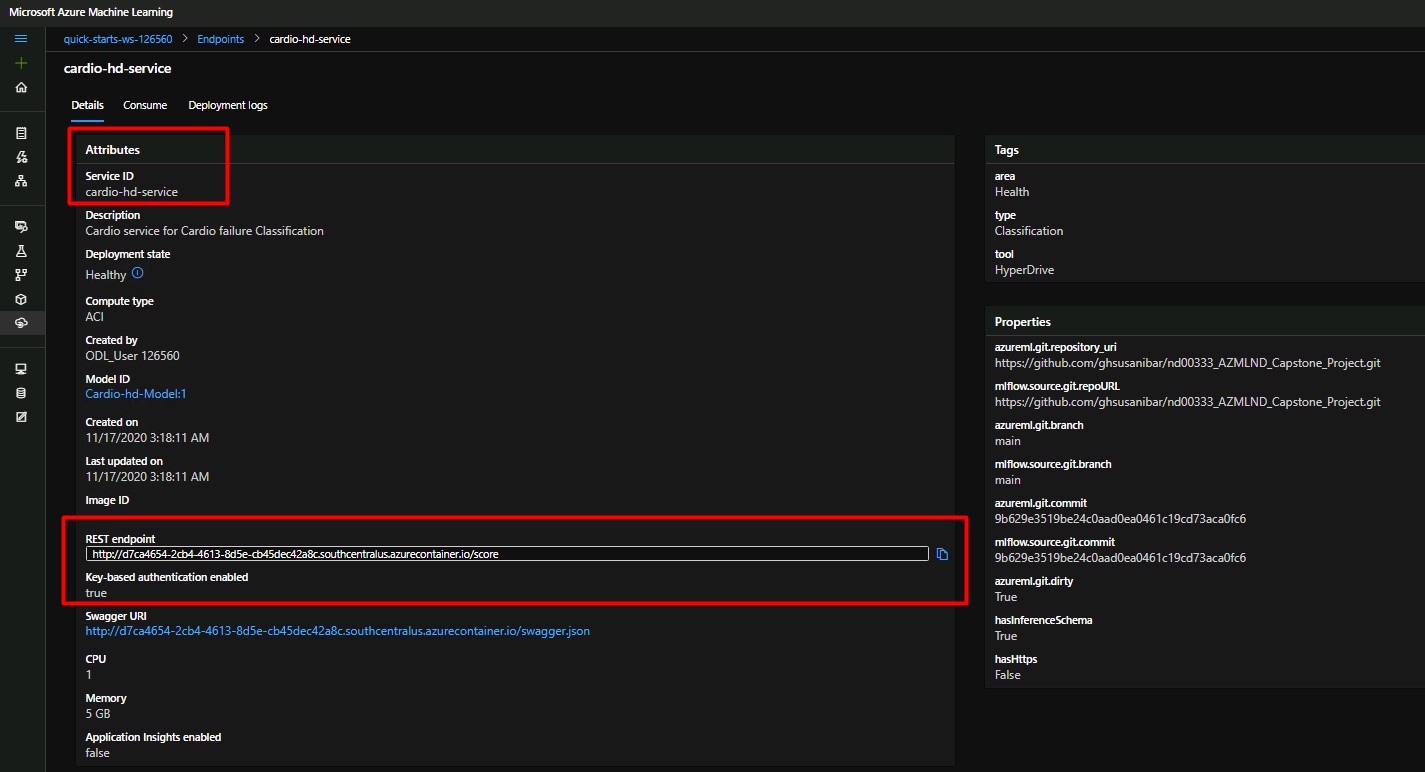 Microsoft Azure Machine Learning
quick-starts-ws-126560 > Endpoints > cardio-hd-service
cardio-hd-service
Details Consume Deployment logs
Attributes
Service ID
cardio-hd-service
Description
Cardio service for Cardio failure Classification
Deployment state
Healthy
Compute type
ACI
Created by
ODL_User 126560
Model ID
Cardio-hd-Model:1
Created on
11/17/2020 3:18:11 AM
Last updated on
11/17/2020 3:18:11 AM
Image ID
REST endpoint
http://d7ca4654-2cb4-4613-8d5e-cb45dec42a8c.southcentralus.azurecontainer.io/score
Key-based authentication enabled
true
Swagger URI
http://d7ca4654-2cb4-4613-8d5e-cb45dec42a8c.southcentralus.azurecontainer.io/swagger.json
CPU
1
Memory
5 GB
Application Insights enabled
false
Tags
area
Health
type
Classification
tool
HyperDrive
Properties
azureml.git.repository_uri
https://github.com/ghsusanibar/nd00333_AZMLND_Capstone_Project.git
mlflow.source.git.repoURL
https://github.com/ghsusanibar/nd00333_AZMLND_Capstone_Project.git
azureml.git.branch
main
mlflow.source.git.branch
main
azureml.git.commit
9b629e3519be24c0aad0ea0461c19cd73aca0fc6
mlflow.source.git.commit
9b629e3519be24c0aad0ea0461c19cd73aca0fc6
azureml.git.dirty
True
hasInferenceSchema
True
hasHttps
False